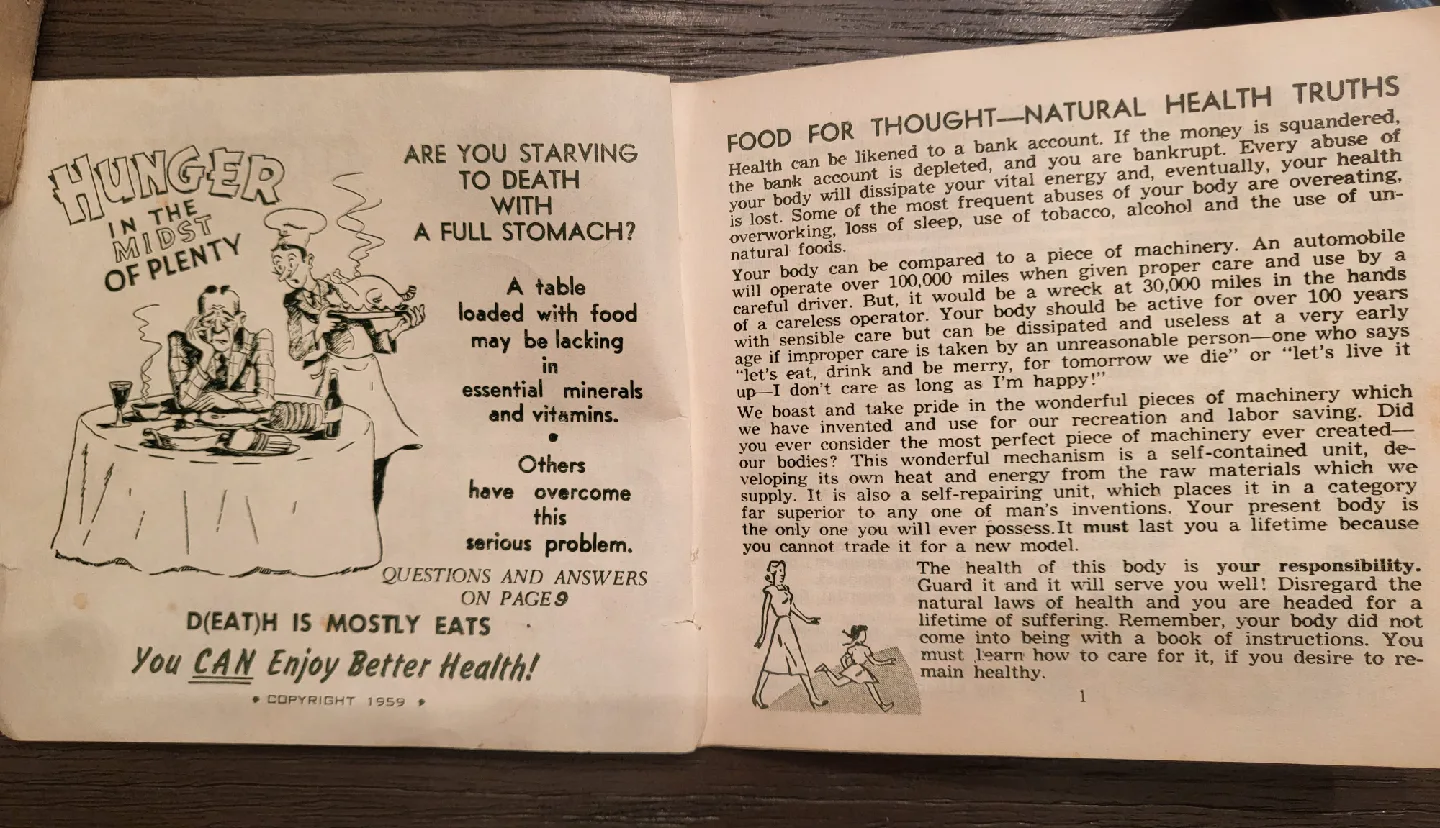 HUNGER
IN THE
MIDST
OF PLENTY
ARE YOU STARVING
TO DEATH
WITH
A FULL STOMACH?
A table
loaded with food
may be lacking
in
essential minerals
and vitamins.
•
Others
have overcome
this
serious problem.
QUESTIONS AND ANSWERS
ON PAGE 9
D(EAT)H IS MOSTLY EATS
You CAN Enjoy Better Health!
• COPYRIGHT 1959 •
FOOD FOR THOUGHT—NATURAL HEALTH TRUTHS
Health can be likened to a bank account. If the money is squandered,
the bank account is depleted, and you are bankrupt. Every abuse of
your body will dissipate your vital energy and, eventually, your health
is lost. Some of the most frequent abuses of your body are overeating,
overworking, loss of sleep, use of tobacco, alcohol and the use of un-
natural foods.
Your body can be compared to a piece of machinery. An automobile
will operate over 100,000 miles when given proper care and use by a
careful driver. But, it would be a wreck at 30,000 miles in the hands
of a careless operator. Your body should be active for over 100 years
with sensible care but can be dissipated and useless at a very early
age if improper care is taken by an unreasonable person—one who says
"let's eat, drink and be merry, for tomorrow we die" or "let's live it
up—I don't care as long as I'm happy!"
We boast and take pride in the wonderful pieces of machinery which
we have invented and use for our recreation and labor saving. Did
you ever consider the most perfect piece of machinery ever created—
our bodies? This wonderful mechanism is a self-contained unit, de-
veloping its own heat and energy from the raw materials which we
supply. It is also a self-repairing unit, which places it in a category
far superior to any one of man's inventions. Your present body is
the only one you will ever possess.It must last you a lifetime because
you cannot trade it for a new model.
The health of this body is your responsibility.
Guard it and it will serve you well! Disregard the
natural laws of health and you are headed for a
lifetime of suffering. Remember, your body did not
come into being with a book of instructions. You
must learn how to care for it, if you desire to re-
main healthy.
1